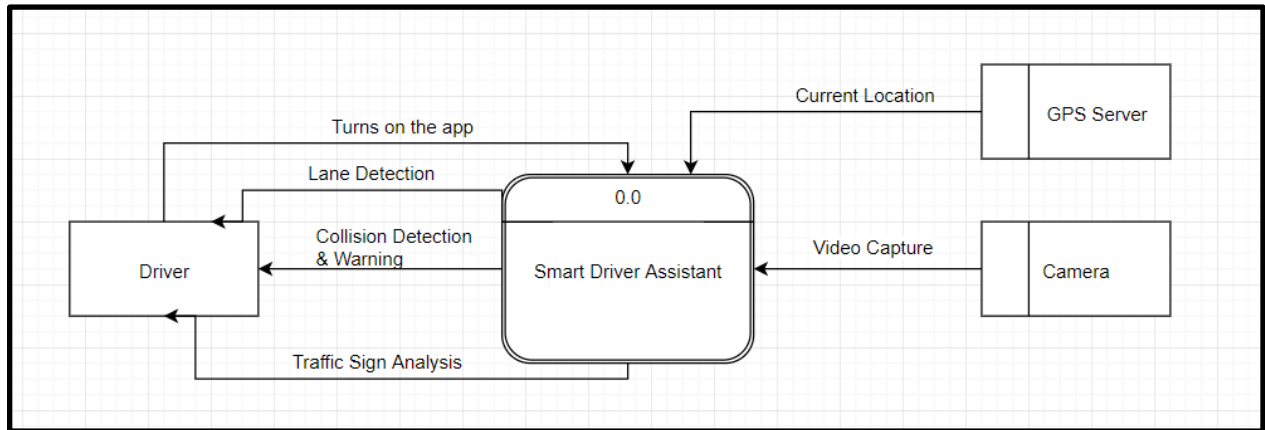 Current Location
GPS Server
Turns on the app
Lane Detection
0.0
Collision Detection
& Warning
Driver
Smart Driver Assistant
Video Capture
Camera
Traffic Sign Analysis